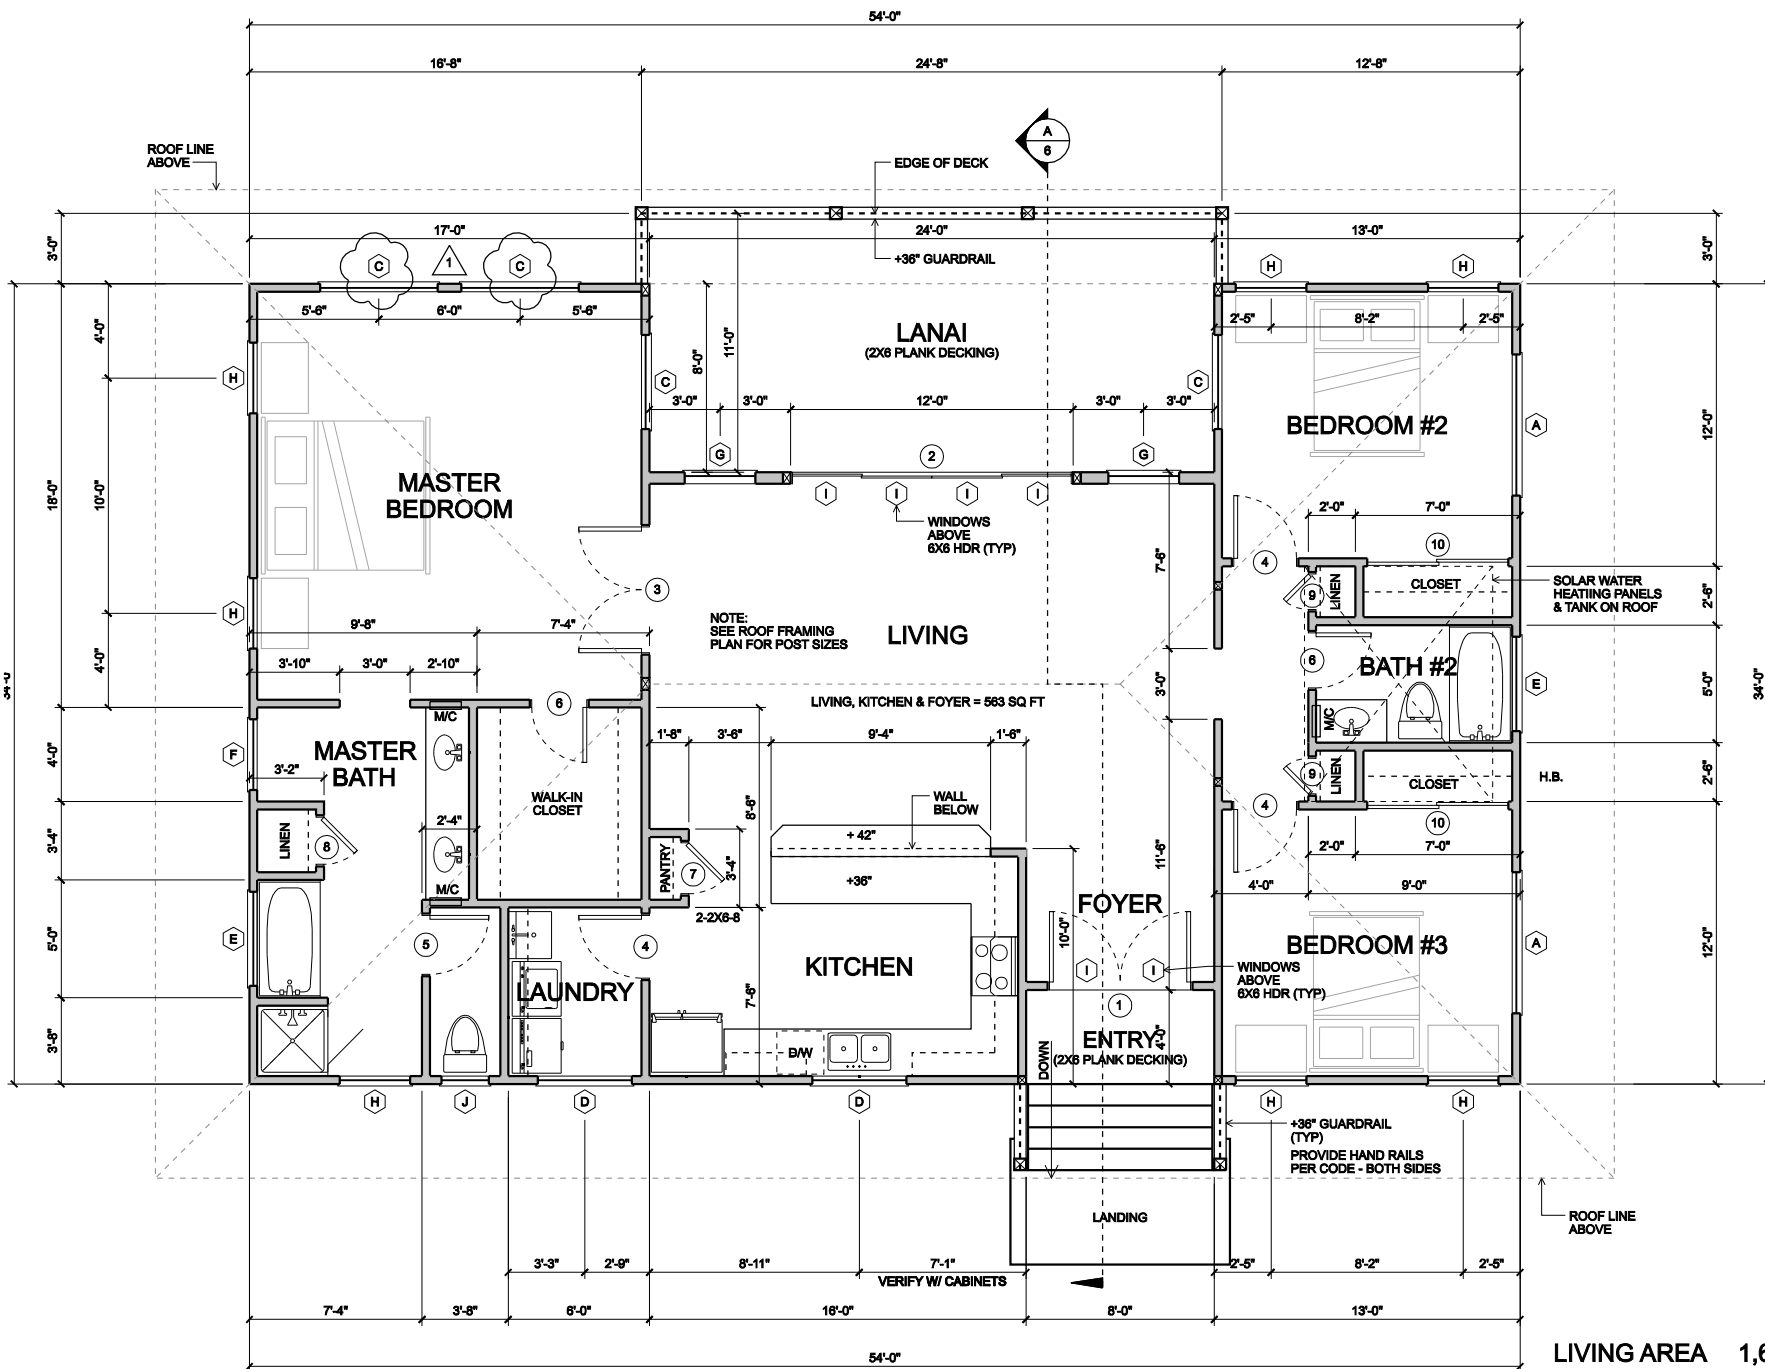 54'-0"
16'-8" 24'-8" 12'-8"
A
6
ROOF LINE
ABOVE
EDGE OF DECK
3'-0" 17'-0" 24'-0" 13'-0" 3'-0"
C 1 C
+36" GUARDRAIL
H H
5'-6" 6'-0" 5'-6"
2'-5" 8'-2" 2'-5"
4'-0" 8'-0" 11'-0"
LANAI
(2X6 PLANK DECKING)
H C C
3'-0" 3'-0" 12'-0" 3'-0" 3'-0"
BEDROOM #2
A
12'-0"
G 2 G
MASTER
BEDROOM
18'-0" 10'-0"
I I I I
WINDOWS
ABOVE
6X6 HDR (TYP)
2'-0" 7'-0"
7'-6"
4 10
3
9 LINEN CLOSET
SOLAR WATER
HEATIING PANELS
& TANK ON ROOF
2'-6"
H
NOTE:
SEE ROOF FRAMING
PLAN FOR POST SIZES
LIVING
9'-8" 7'-4"
3'-10" 3'-0" 2'-10"
4'-0"
6 BATH #2
3'-0"
E
5'-0"
34'-0"
34'-0"
LIVING, KITCHEN & FOYER = 563 SQ FT
6
M/C
M/C
MASTER
BATH
F
4'-0"
3'-2"
1'-8" 3'-6" 9'-4" 1'-6"
9 LINEN CLOSET
H.B.
2'-6"
WALK-IN
CLOSET
8'-6"
WALL
BELOW
4 10
2'-4"
+ 42"
3'-4"
LINEN 8
PANTRY 7
3'-4"
+36"
11'-6"
2'-0" 7'-0"
4'-0" 9'-0"
M/C
2-2X6-8
FOYER
10'-0"
E
5'-0"
5 4
BEDROOM #3
A
12'-0"
KITCHEN
I I
WINDOWS
ABOVE
6X6 HDR (TYP)
LAUNDRY
7'-6"
1
3'-8"
D/W
DOWN
ENTRY
(2X6 PLANK DECKING)
4'-0"
H J D D H H
+36" GUARDRAIL
(TYP)
PROVIDE HAND RAILS
PER CODE - BOTH SIDES
LANDING
ROOF LINE
ABOVE
3'-3" 2'-9" 8'-11" 7'-1" 2'-5" 8'-2" 2'-5"
VERIFY W/ CABINETS
7'-4" 3'-8" 6'-0" 16'-0" 8'-0" 13'-0"
54'-0"
LIVING AREA 1,6